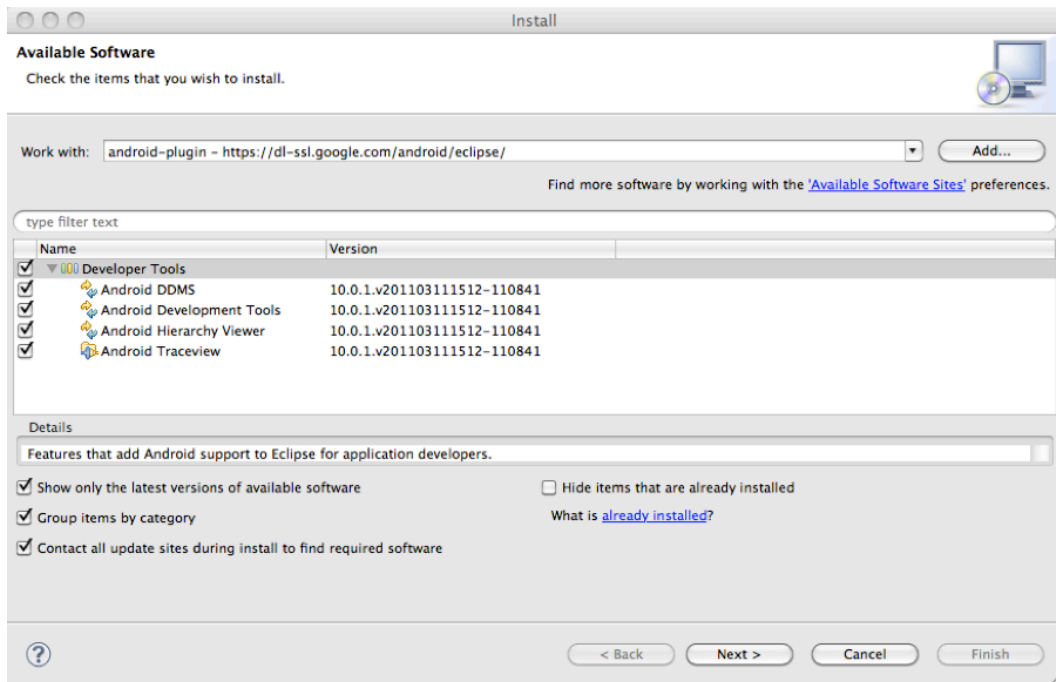 Install
Available Software
Check the items that you wish to install.
Work with: android-plugin - https://dl-ssl.google.com/android/eclipse/ Add...
Find more software by working with the 'Available Software Sites' preferences.
type filter text
Name Version
Developer Tools
Android DDMS 10.0.1.v201103111512-110841
Android Development Tools 10.0.1.v201103111512-110841
Android Hierarchy Viewer 10.0.1.v201103111512-110841
Android Traceview 10.0.1.v201103111512-110841
Details
Features that add Android support to Eclipse for application developers.
Show only the latest versions of available software Hide items that are already installed
Group items by category What is already installed?
Contact all update sites during install to find required software
? < Back Next > Cancel Finish